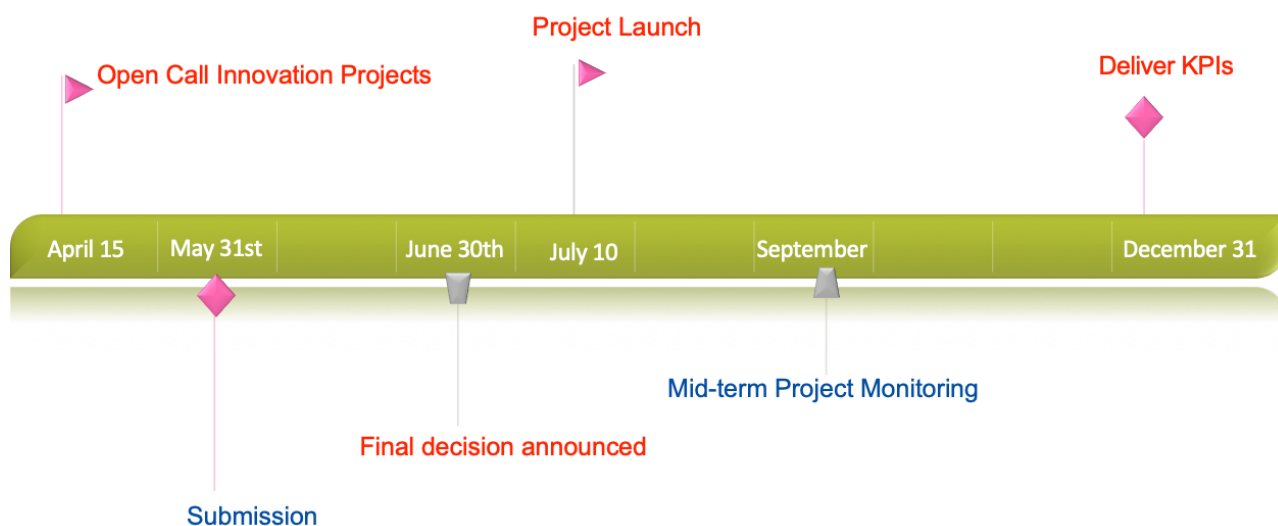 Project Launch
Open Call Innovation Projects
Deliver KPIs
April 15
May 31st
June 30th
July 10
September
December 31
Mid-term Project Monitoring
Final decision announced
Submission